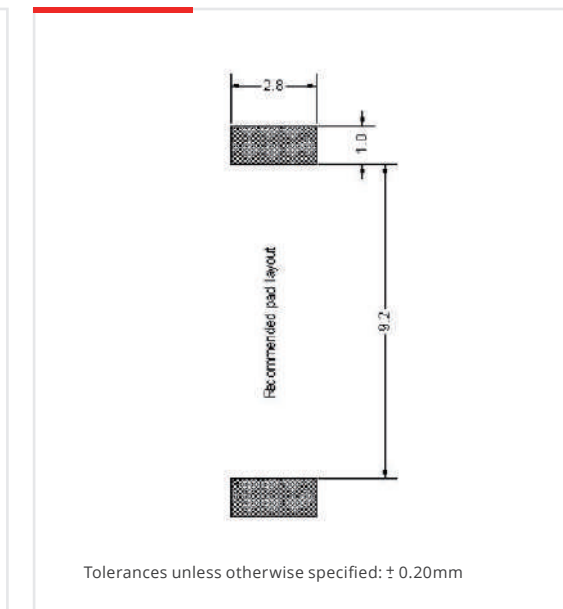 2.8
1.0
9.2
Recommended pad layout
Tolerances unless otherwise specified: ± 0.20mm